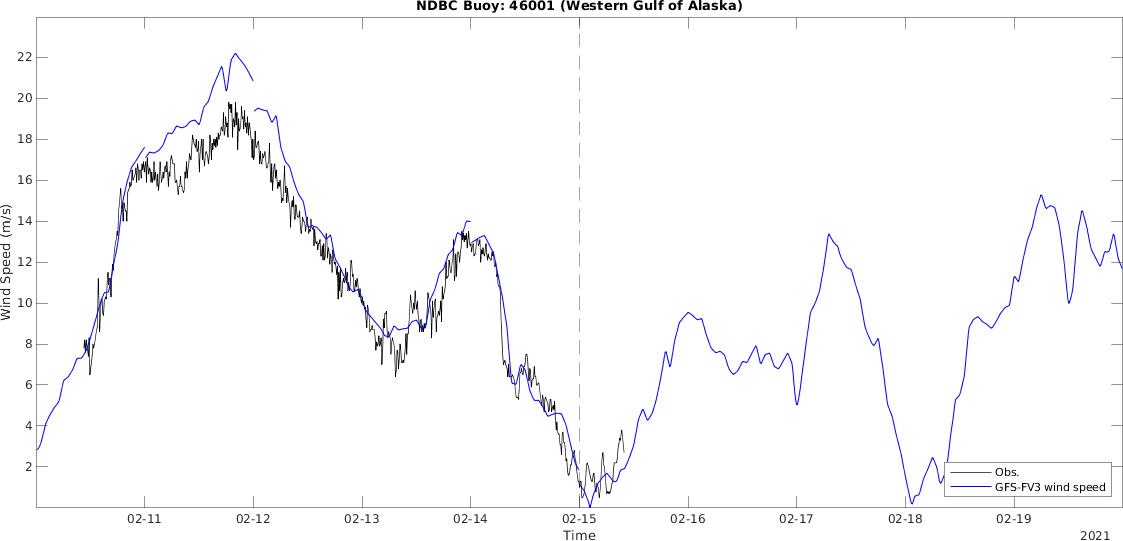 NDBC Buoy: 46001 (Western Gulf of Alaska)
Wind Speed (m/s)
22
20
18
16
14
12
10
8
6
4
2
Obs.
GFS-FV3 wind speed
02-11 02-12 02-13 02-14 02-15 02-16 02-17 02-18 02-19
Time
2021